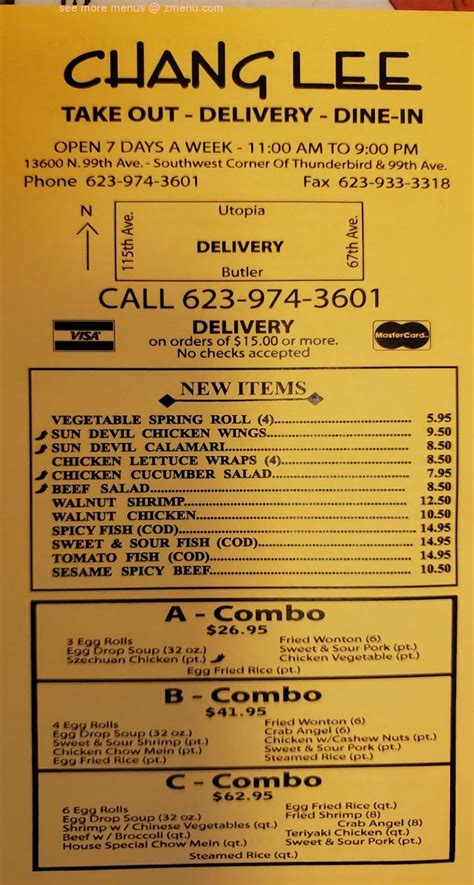 see more menus @ zmenu.com
CHANG LEE
TAKE OUT - DELIVERY - DINE-IN
OPEN 7 DAYS A WEEK - 11:00 AM TO 9:00 PM
13600 N. 99th Ave. - Southwest Corner Of Thunderbird & 99th Ave.
Phone 623-974-3601 Fax 623-933-3318
N
Utopia
115th Ave.
DELIVERY
67th Ave.
Butler
CALL 623-974-3601
VISA
DELIVERY
on orders of $15.00 or more.
No checks accepted
MasterCard
NEW ITEMS
VEGETABLE SPRING ROLL (4)..........5.95
SUN DEVIL CHICKEN WINGS..........9.50
SUN DEVIL CALAMARI..........8.50
CHICKEN LETTUCE WRAPS (4)..........8.50
CHICKEN CUCUMBER SALAD..........7.95
BEEF SALAD..........8.50
WALNUT SHRIMP..........12.50
WALNUT CHICKEN..........10.50
SPICY FISH (COD)..........14.95
SWEET & SOUR FISH (COD)..........14.95
TOMATO FISH (COD)..........14.95
SESAME SPICY BEEF..........10.50
A - Combo
$26.95
3 Egg Rolls
Egg Drop Soup (32 oz.)
Szechuan Chicken (pt.)
Fried Wonton (6)
Sweet & Sour Pork (pt.)
Chicken Vegetable (pt.)
Egg Fried Rice (pt.)
B - Combo
$41.95
4 Egg Rolls
Egg Drop Soup (32 oz.)
Sweet & Sour Shrimp (pt.)
Chicken Chow Mein (pt.)
Egg Fried Rice (pt.)
Fried Wonton (6)
Crab Angel (6)
Chicken w/Cashew Nuts (pt.)
Sweet & Sour Pork (pt.)
Steamed Rice (pt.)
C - Combo
$62.95
6 Egg Rolls
Egg Drop Soup (32 oz.)
Shrimp w / Chinese Vegetables (qt.)
Beef w / Broccoli (qt.)
House Special Chow Mein (qt.)
Egg Fried Rice (qt.)
Fried Shrimp (8)
Crab Angel (8)
Teriyaki Chicken (qt.)
Sweet & Sour Pork (pt.)
Steamed Rice (qt.)